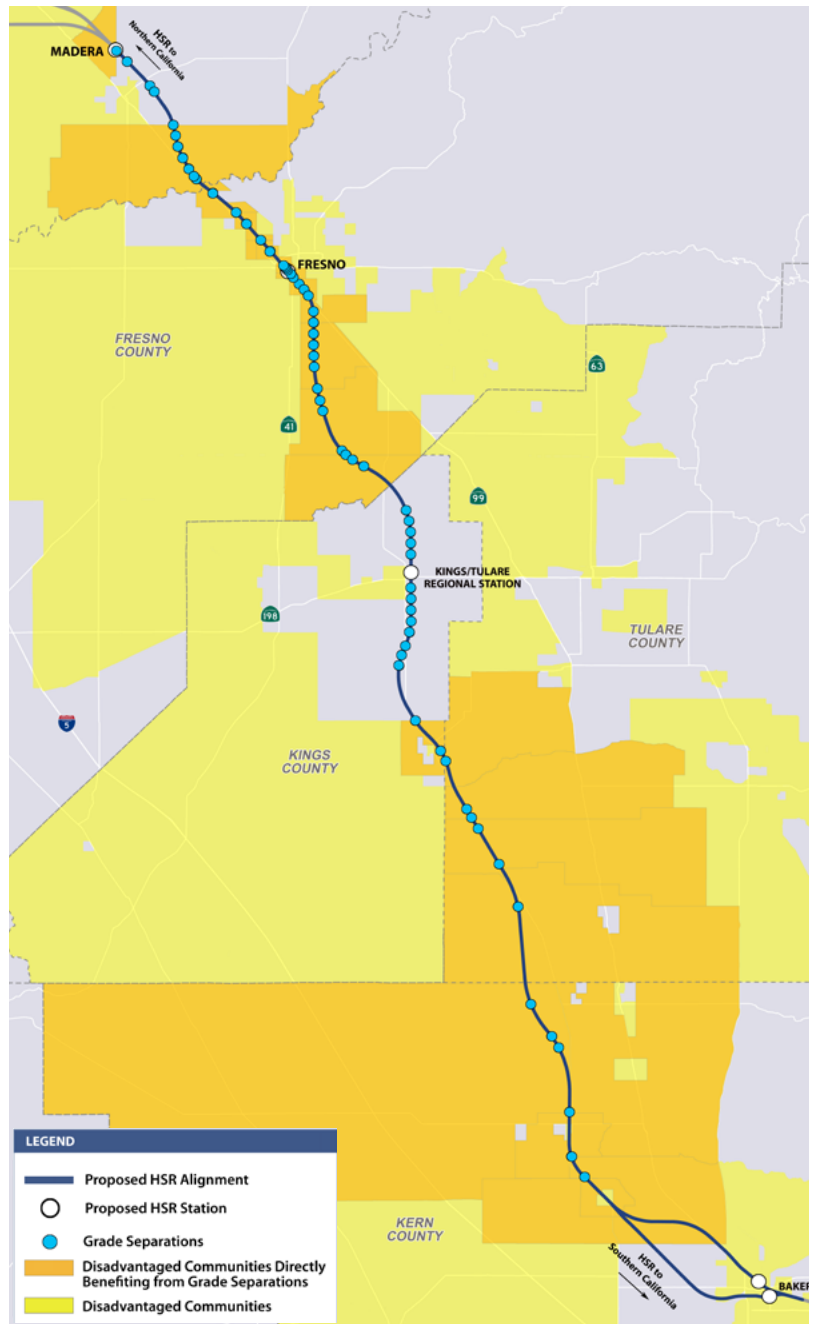 HSR to
Northern California
MADERA
FRESNO
FRESNO
COUNTY
63
41
99
KINGS/TULARE
REGIONAL STATION
198
TULARE
COUNTY
5
KINGS
COUNTY
LEGEND
Proposed HSR Alignment
Proposed HSR Station
Grade Separations
Disadvantaged Communities Directly
Benefiting from Grade Separations
Disadvantaged Communities
KERN
COUNTY
HSR to
Southern California
BAKER